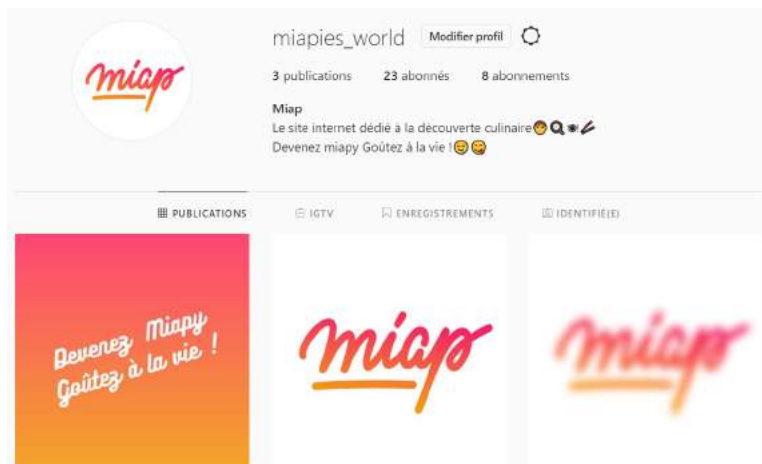 miap
miapies_world Modifier profil
3 publications 23 abonnés 8 abonnements
Miap
Le site internet dédié à la découverte culinaire
Devenez miapy Goûtez à la vie !
PUBLICATIONS IGTV ENREGISTREMENTS IDENTIFIÉ(E)
Devenez Miapy
Goûtez à la vie !
miap
miap